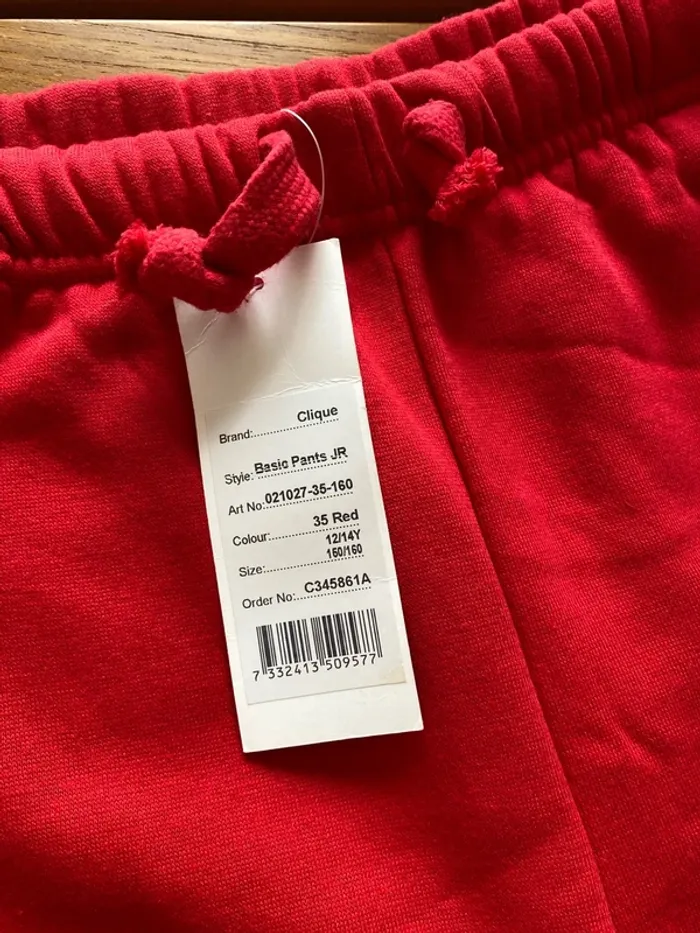 Brand:..............Clique
Style:Basic Pants JR
Art No:021027-35-160
Colour:..............35 Red
12/14Y
Size:..............150/160
Order No: C345861A
7 332413 509577